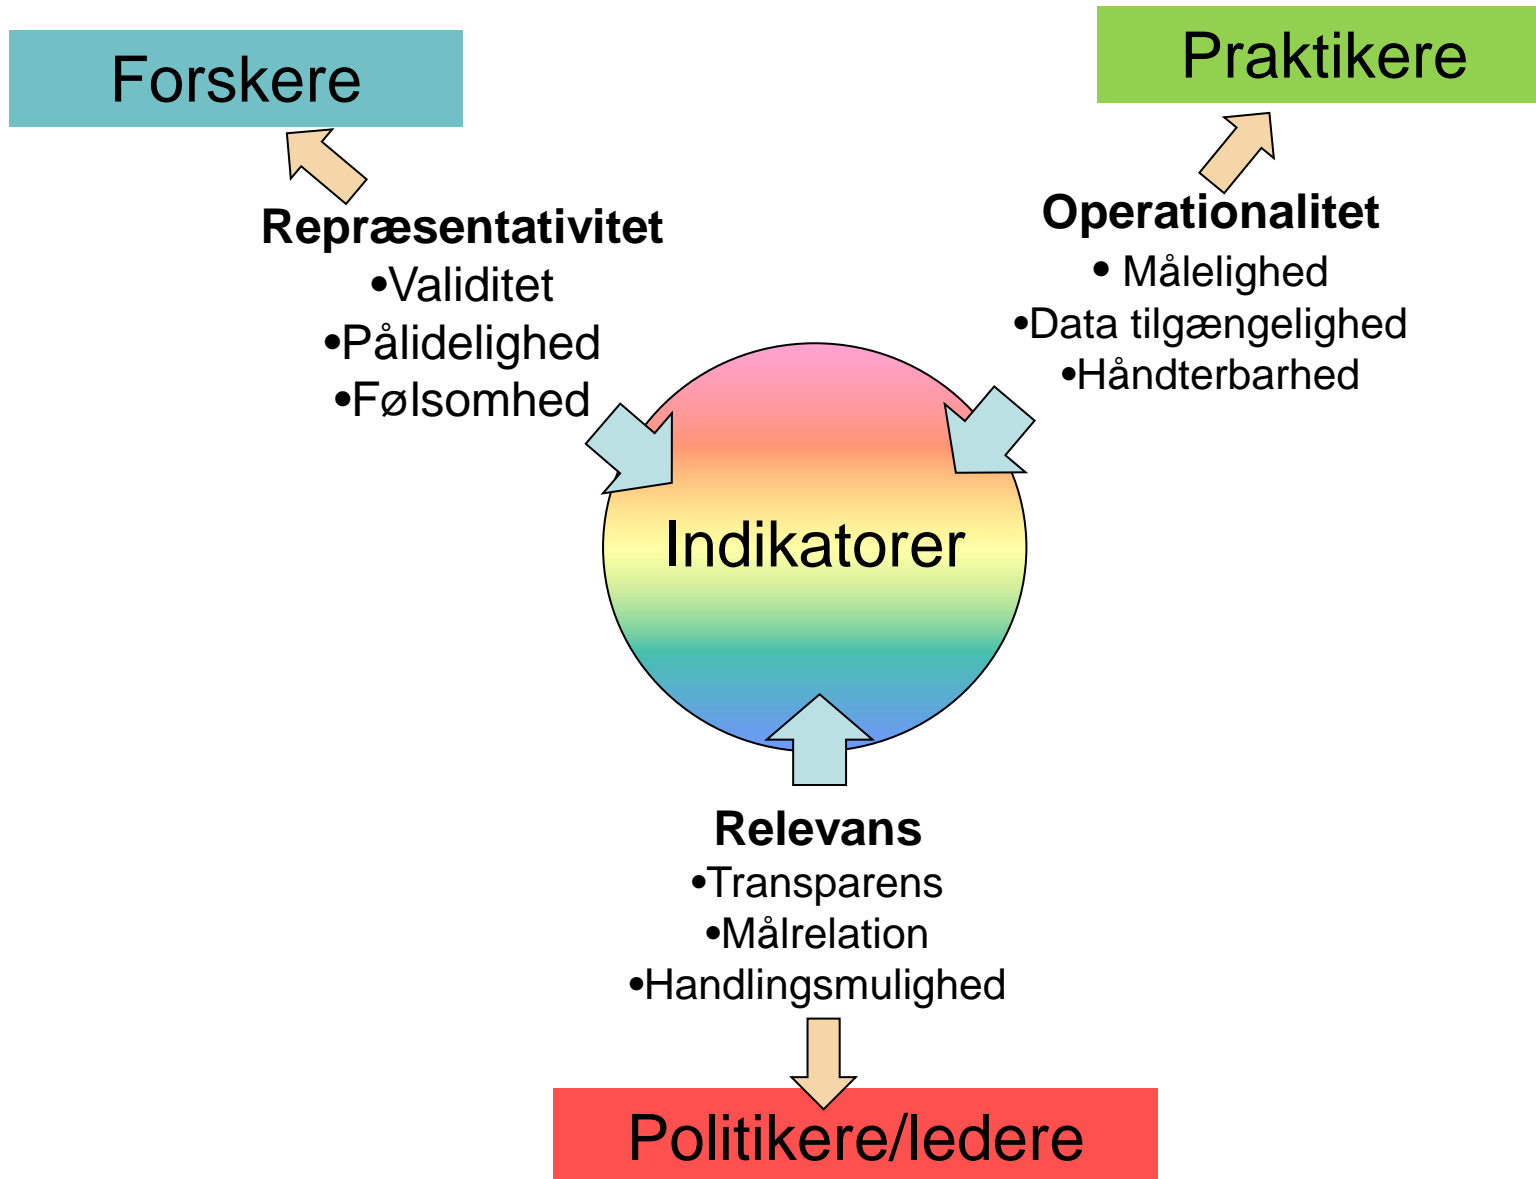 Forskere
Praktikere
Repræsentativitet
•Validitet
•Pålidelighed
•Følsomhed
Operationalitet
• Målelighed
•Data tilgængelighed
•Håndterbarhed
Indikatorer
Relevans
•Transparens
•Målrelation
•Handlingsmulighed
Politikere/ledere